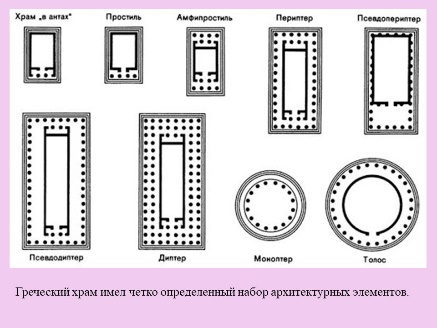 Храм „в антах" Простиль Амфипростиль Периптер Псевдопериптер
Псевдодиптер Диптер Моноптер Толос
Греческий храм имел четко определенный набор архитектурных элементов.